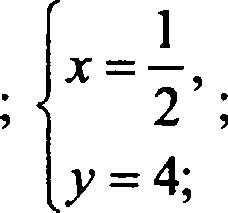 ; { x = 1/2, ;
y = 4;